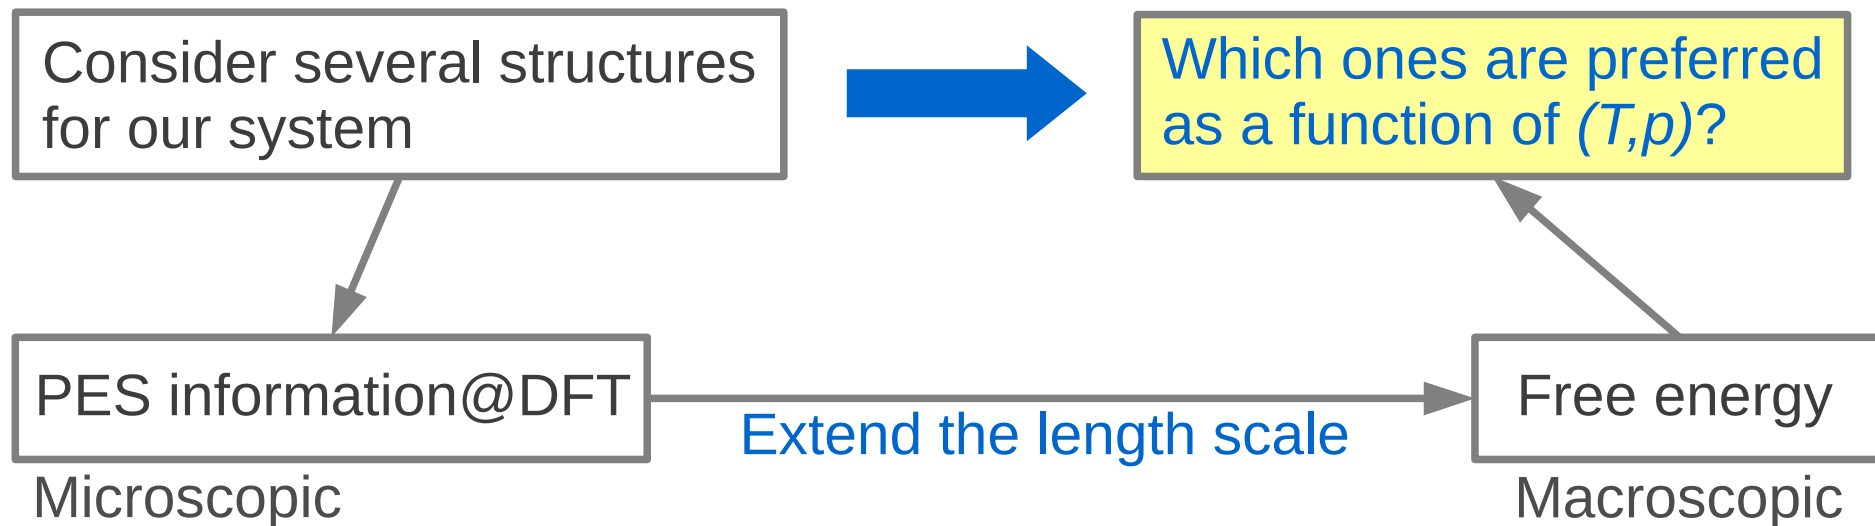 Consider several structures
for our system
Which ones are preferred
as a function of (T,p)?
PES information@DFT
Extend the length scale
Free energy
Microscopic
Macroscopic